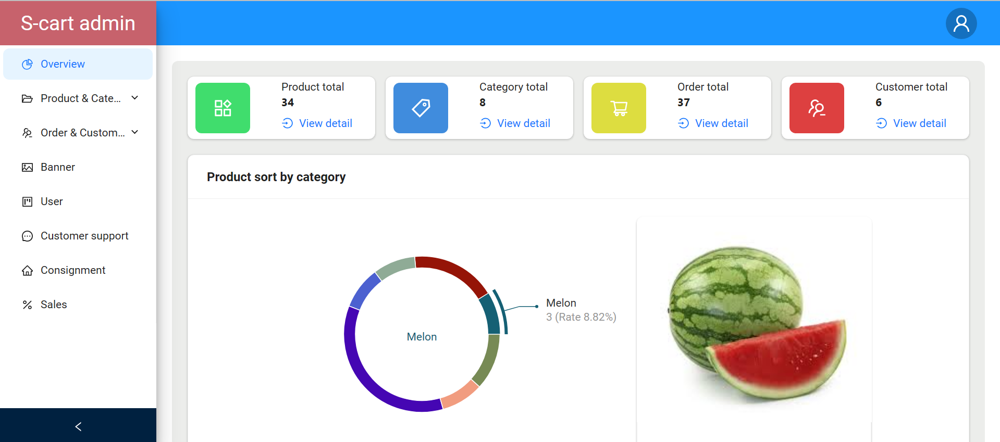 S-cart admin
Overview
Product & Cate...
Order & Custom...
Banner
User
Customer support
Consignment
Sales
Product total
34
View detail
Category total
8
View detail
Order total
37
View detail
Customer total
6
View detail
Product sort by category
Melon
Melon
3 (Rate 8.82%)